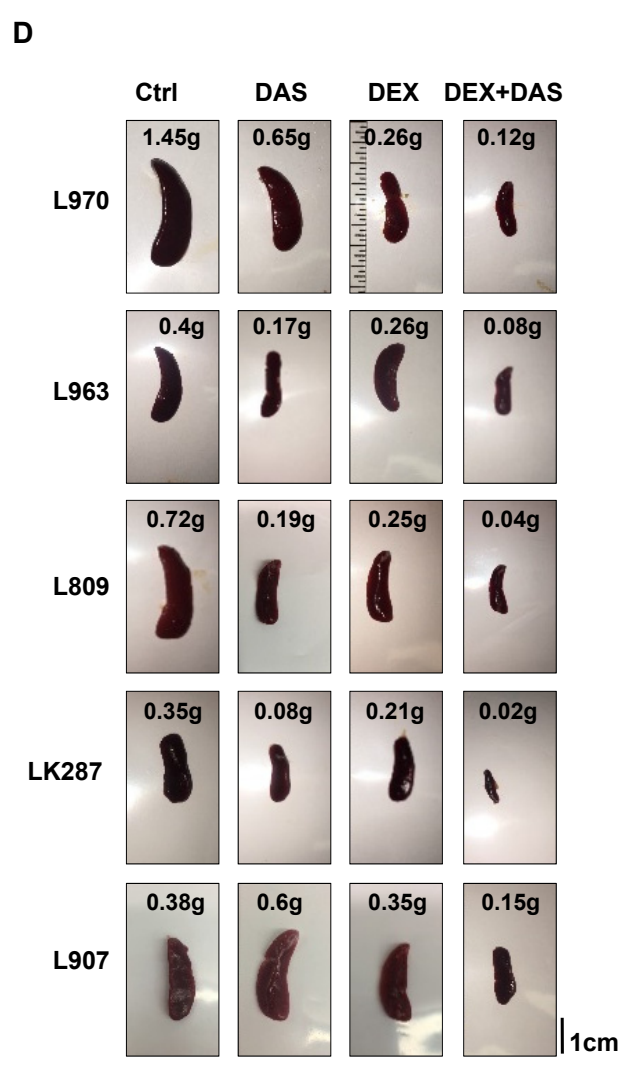 D
Ctrl DAS DEX DEX+DAS
L970 1.45g 0.65g 0.26g 0.12g
L963 0.4g 0.17g 0.26g 0.08g
L809 0.72g 0.19g 0.25g 0.04g
LK287 0.35g 0.08g 0.21g 0.02g
L907 0.38g 0.6g 0.35g 0.15g
1cm